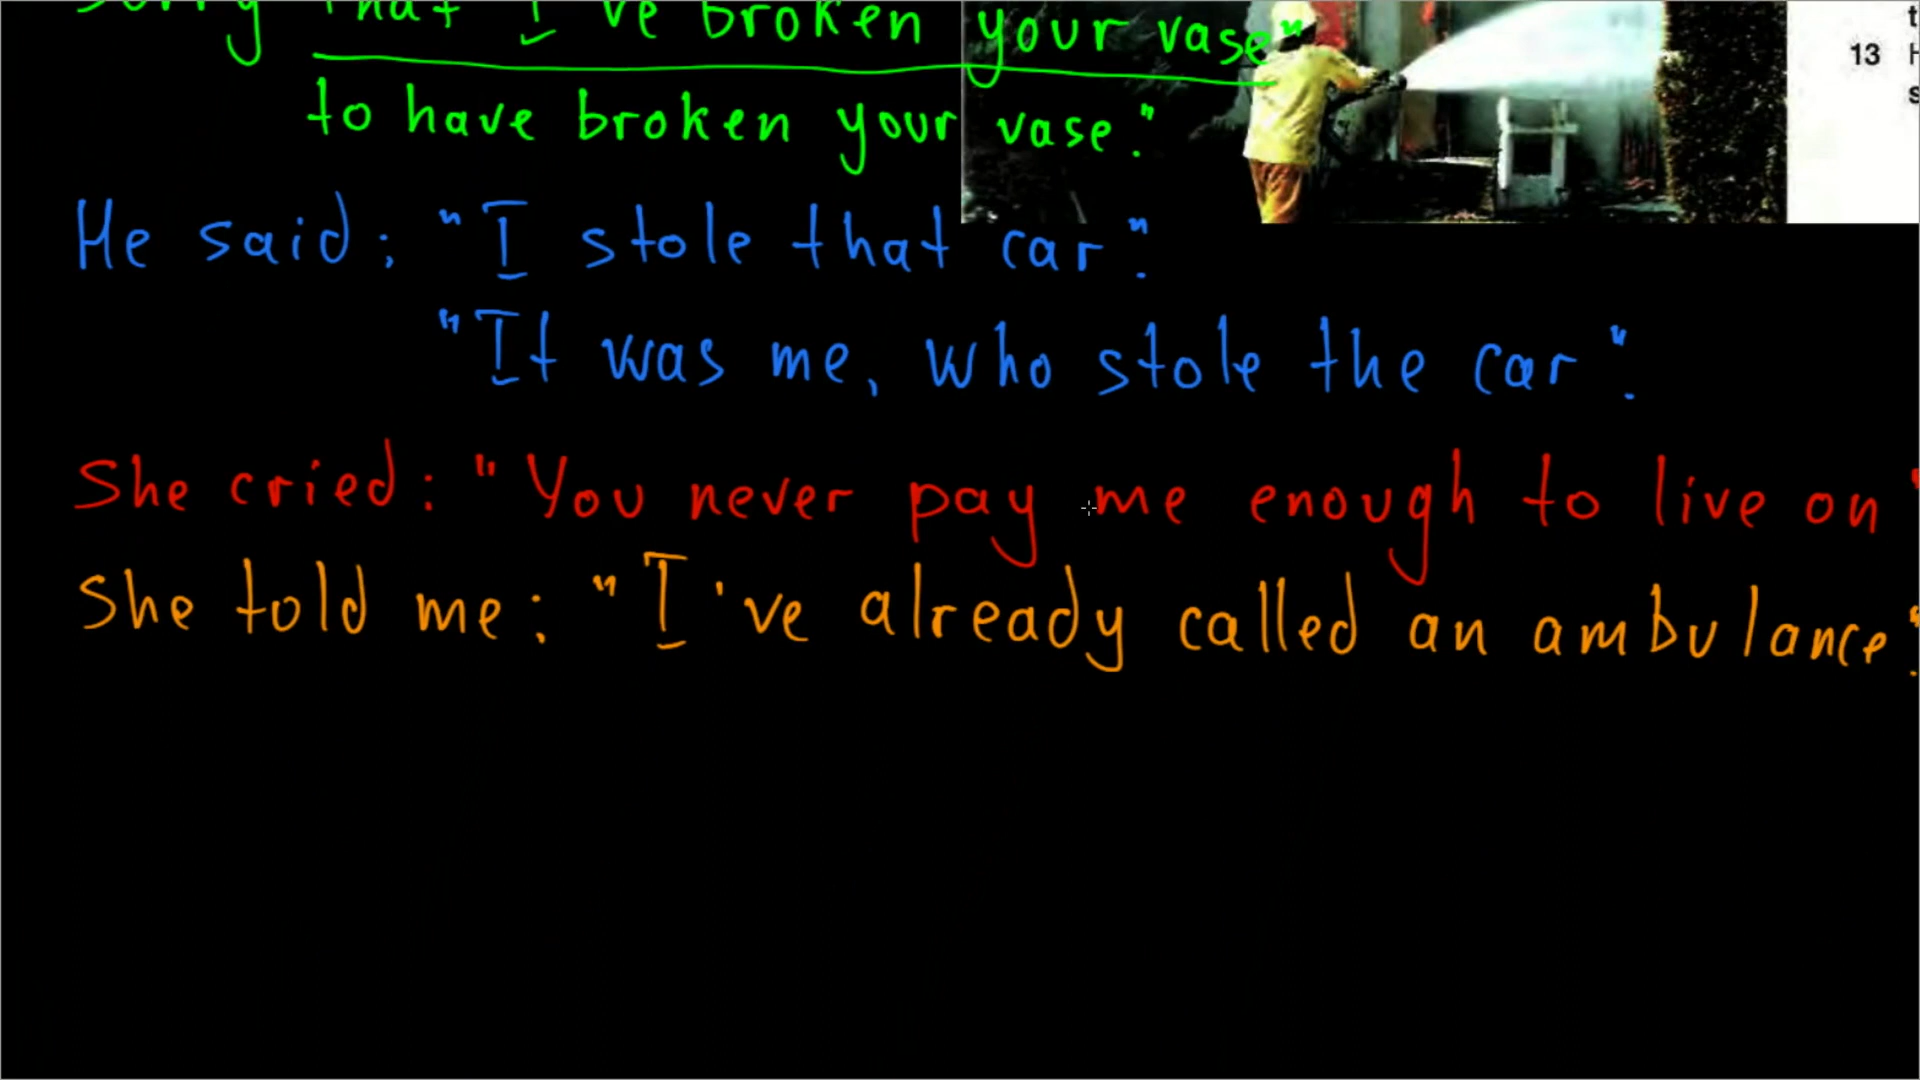 Sorry that I've broken your vase"
to have broken your vase."
He said: "I stole that car".
"It was me, who stole the car".
She cried: "You never pay me enough to live on"
She told me: "I've already called an ambulance".
13